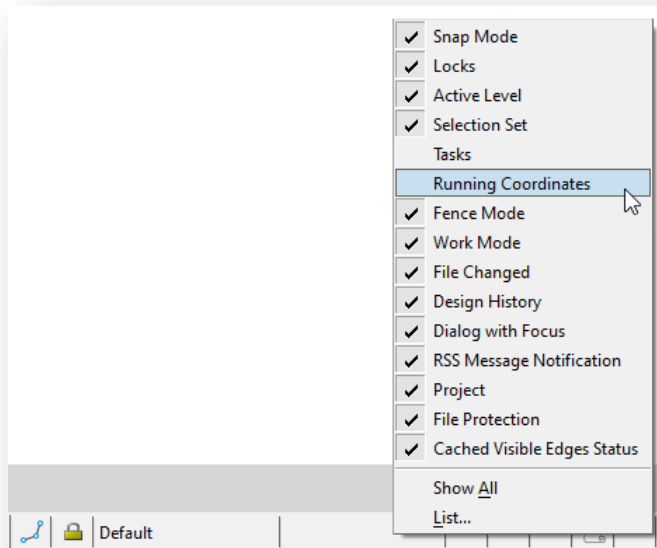 Snap Mode
Locks
Active Level
Selection Set
Tasks
Running Coordinates
Fence Mode
Work Mode
File Changed
Design History
Dialog with Focus
RSS Message Notification
Project
File Protection
Cached Visible Edges Status
Show All
List...
Default